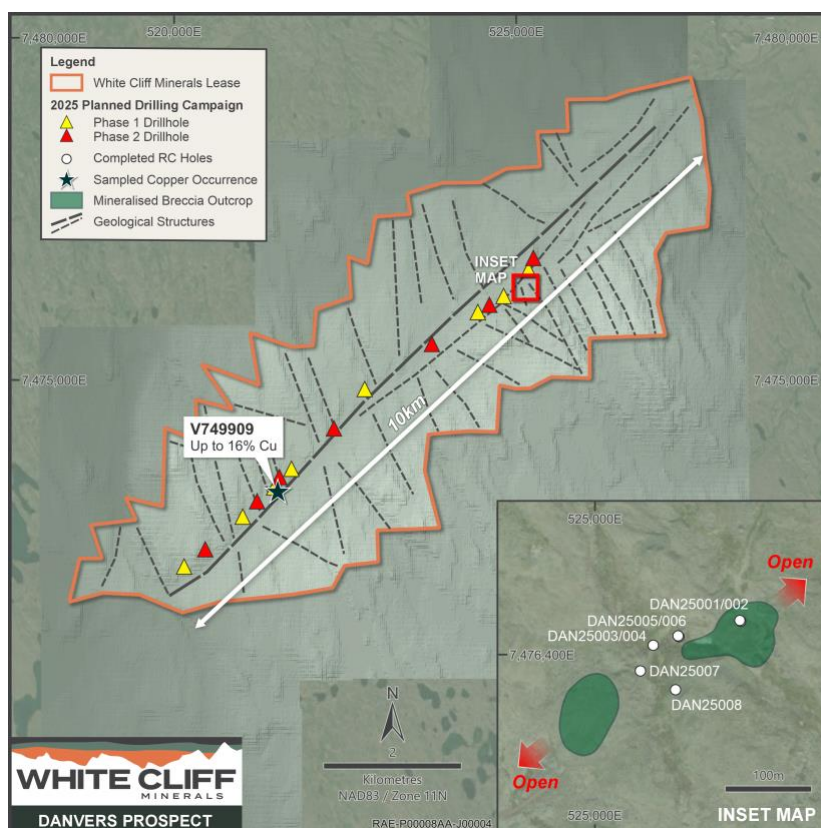 520,000E
525,000E
7,480,000E
7,480,000E
Legend
White Cliff Minerals Lease
2025 Planned Drilling Campaign
Phase 1 Drillhole
Phase 2 Drillhole
Completed RC Holes
Sampled Copper Occurrence
Mineralised Breccia Outcrop
Geological Structures
INSET
MAP
7,475,000E
7,475,000E
10km
V749909
Up to 16% Cu
525,000E
Open
DAN25001/002
DAN25005/006
DAN25003/004
7,476,400E
DAN25007
DAN25008
Open
100m
525,000E
INSET MAP
N
2
Kilometres
NAD83 / Zone 11N
RAE-P00008AA-J00004
WHITE CLIFF
MINERALS
DANVERS PROSPECT